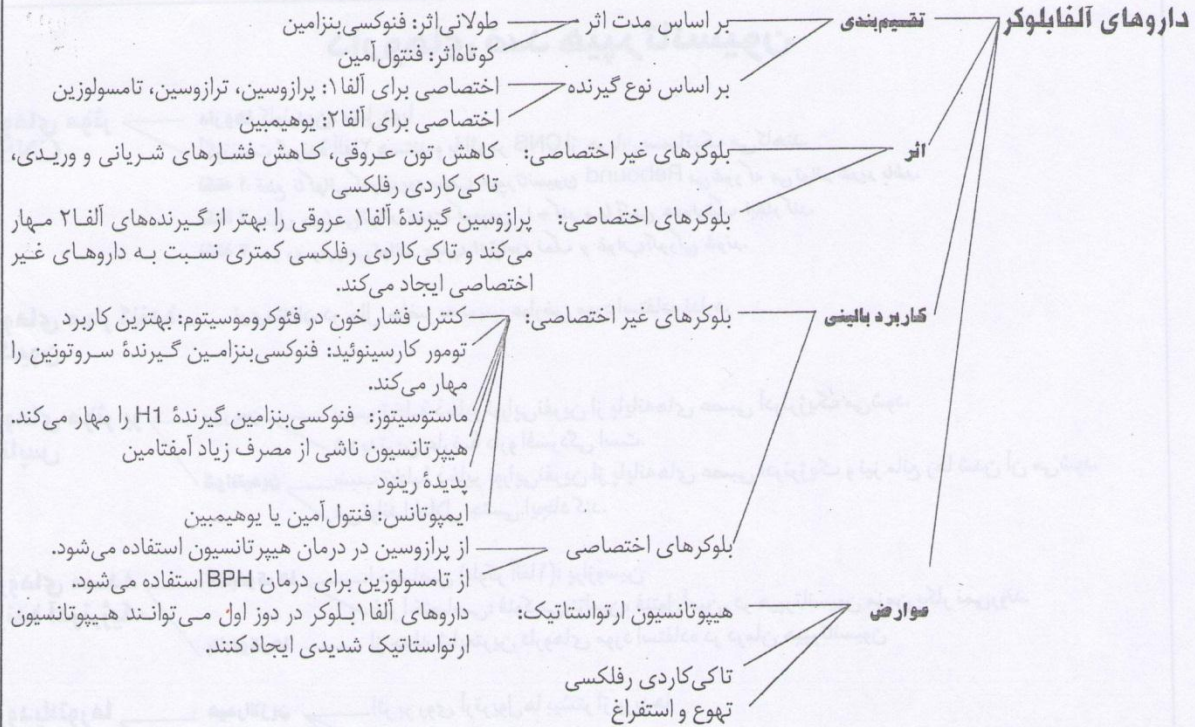 داروهای آلفابلوکر
تقسیم‌بندی
بر اساس مدت اثر
طولانی‌اثر: فنوکسی‌بنزامین
کوتاه‌اثر: فنتول‌امین
بر اساس نوع گیرنده
اختصاصی برای آلفا۱: پرازوسین، ترازوسین، تامسولوزین
اختصاصی برای آلفا۲: یوهیمبین
اثر
بلوکرهای غیر اختصاصی: کاهش تون عروقی، کاهش فشارهای شریانی و وریدی،
تاکی‌کاردی رفلکسی
بلوکرهای اختصاصی: پرازوسین گیرندهٔ آلفا۱ عروقی را بهتر از گیرنده‌های آلفا۲ مهار
می‌کند و تاکی‌کاردی رفلکسی کمتری نسبت به داروهای غیر
اختصاصی ایجاد می‌کند.
کاربرد بالینی
بلوکرهای غیر اختصاصی: کنترل فشار خون در فئوکروموسیتوم: بهترین کاربرد
تومور کارسینوئید: فنوکسی‌بنزامین گیرندهٔ سروتونین را
مهار می‌کند.
ماستوسیتوز: فنوکسی‌بنزامین گیرندهٔ H1 را مهار می‌کند.
هیپرتانسیون ناشی از مصرف زیاد آمفتامین
پدیدهٔ رینود
ایمپوتانس: فنتول‌امین یا یوهیمبین
بلوکرهای اختصاصی
از پرازوسین در درمان هیپرتانسیون استفاده می‌شود.
از تامسولوزین برای درمان BPH استفاده می‌شود.
عوارض
هیپوتانسیون ارتواستاتیک: داروهای آلفا۱بلوکر در دوز اول می‌توانند هیپوتانسیون
ارتواستاتیک شدیدی ایجاد کنند.
تاکی‌کاردی رفلکسی
تهوع و استفراغ